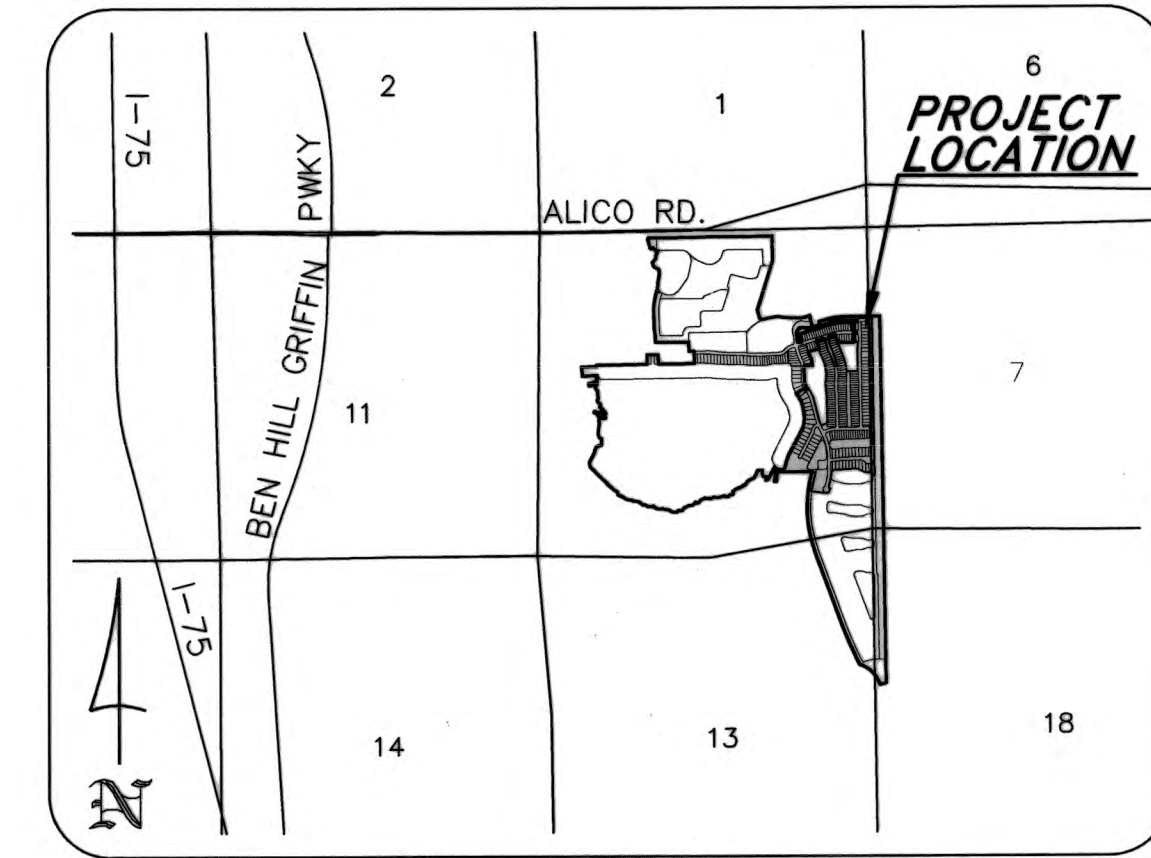 2
1
6
I-75
PROJECT
LOCATION
BEN HILL GRIFFIN PWKY
ALICO RD.
11
7
I-75
14
13
18
N